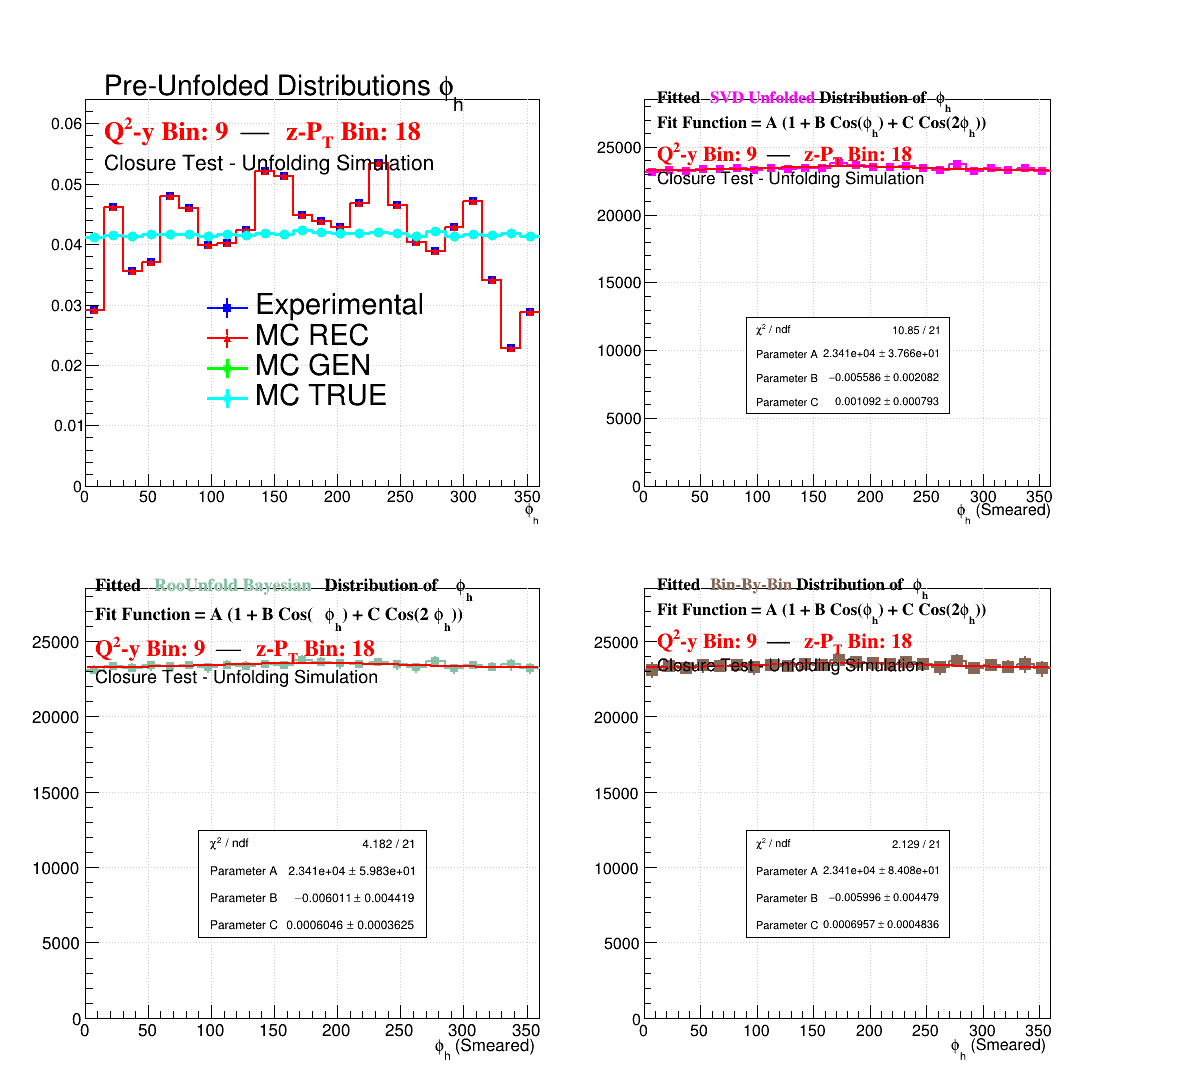 Pre-Unfolded Distributions ϕh
Q²-y Bin: 9 — z-PT Bin: 18
Closure Test - Unfolding Simulation
0.06
0.05
0.04
0.03
0.02
0.01
0
Experimental
MC REC
MC GEN
MC TRUE
0 50 100 150 200 250 300 350
ϕh
Fitted SVD Unfolded Distribution of ϕh
Fit Function = A (1 + B Cos(ϕh) + C Cos(2ϕh))
Q²-y Bin: 9 — z-PT Bin: 18
Closure Test - Unfolding Simulation
25000
20000
15000
10000
5000
0
χ² / ndf 10.85 / 21
Parameter A 2.341e+04 ± 3.766e+01
Parameter B −0.005586 ± 0.002082
Parameter C 0.001092 ± 0.000793
0 50 100 150 200 250 300 350
ϕh (Smeared)
Fitted RooUnfold Bayesian Distribution of ϕh
Fit Function = A (1 + B Cos( ϕh) + C Cos(2 ϕh))
Q²-y Bin: 9 — z-PT Bin: 18
Closure Test - Unfolding Simulation
25000
20000
15000
10000
5000
0
χ² / ndf 4.182 / 21
Parameter A 2.341e+04 ± 5.983e+01
Parameter B −0.006011 ± 0.004419
Parameter C 0.0006046 ± 0.0003625
0 50 100 150 200 250 300 350
ϕh (Smeared)
Fitted Bin-By-Bin Distribution of ϕh
Fit Function = A (1 + B Cos(ϕh) + C Cos(2ϕh))
Q²-y Bin: 9 — z-PT Bin: 18
Closure Test - Unfolding Simulation
25000
20000
15000
10000
5000
0
χ² / ndf 2.129 / 21
Parameter A 2.341e+04 ± 8.408e+01
Parameter B −0.005996 ± 0.004479
Parameter C 0.0006957 ± 0.0004836
0 50 100 150 200 250 300 350
ϕh (Smeared)